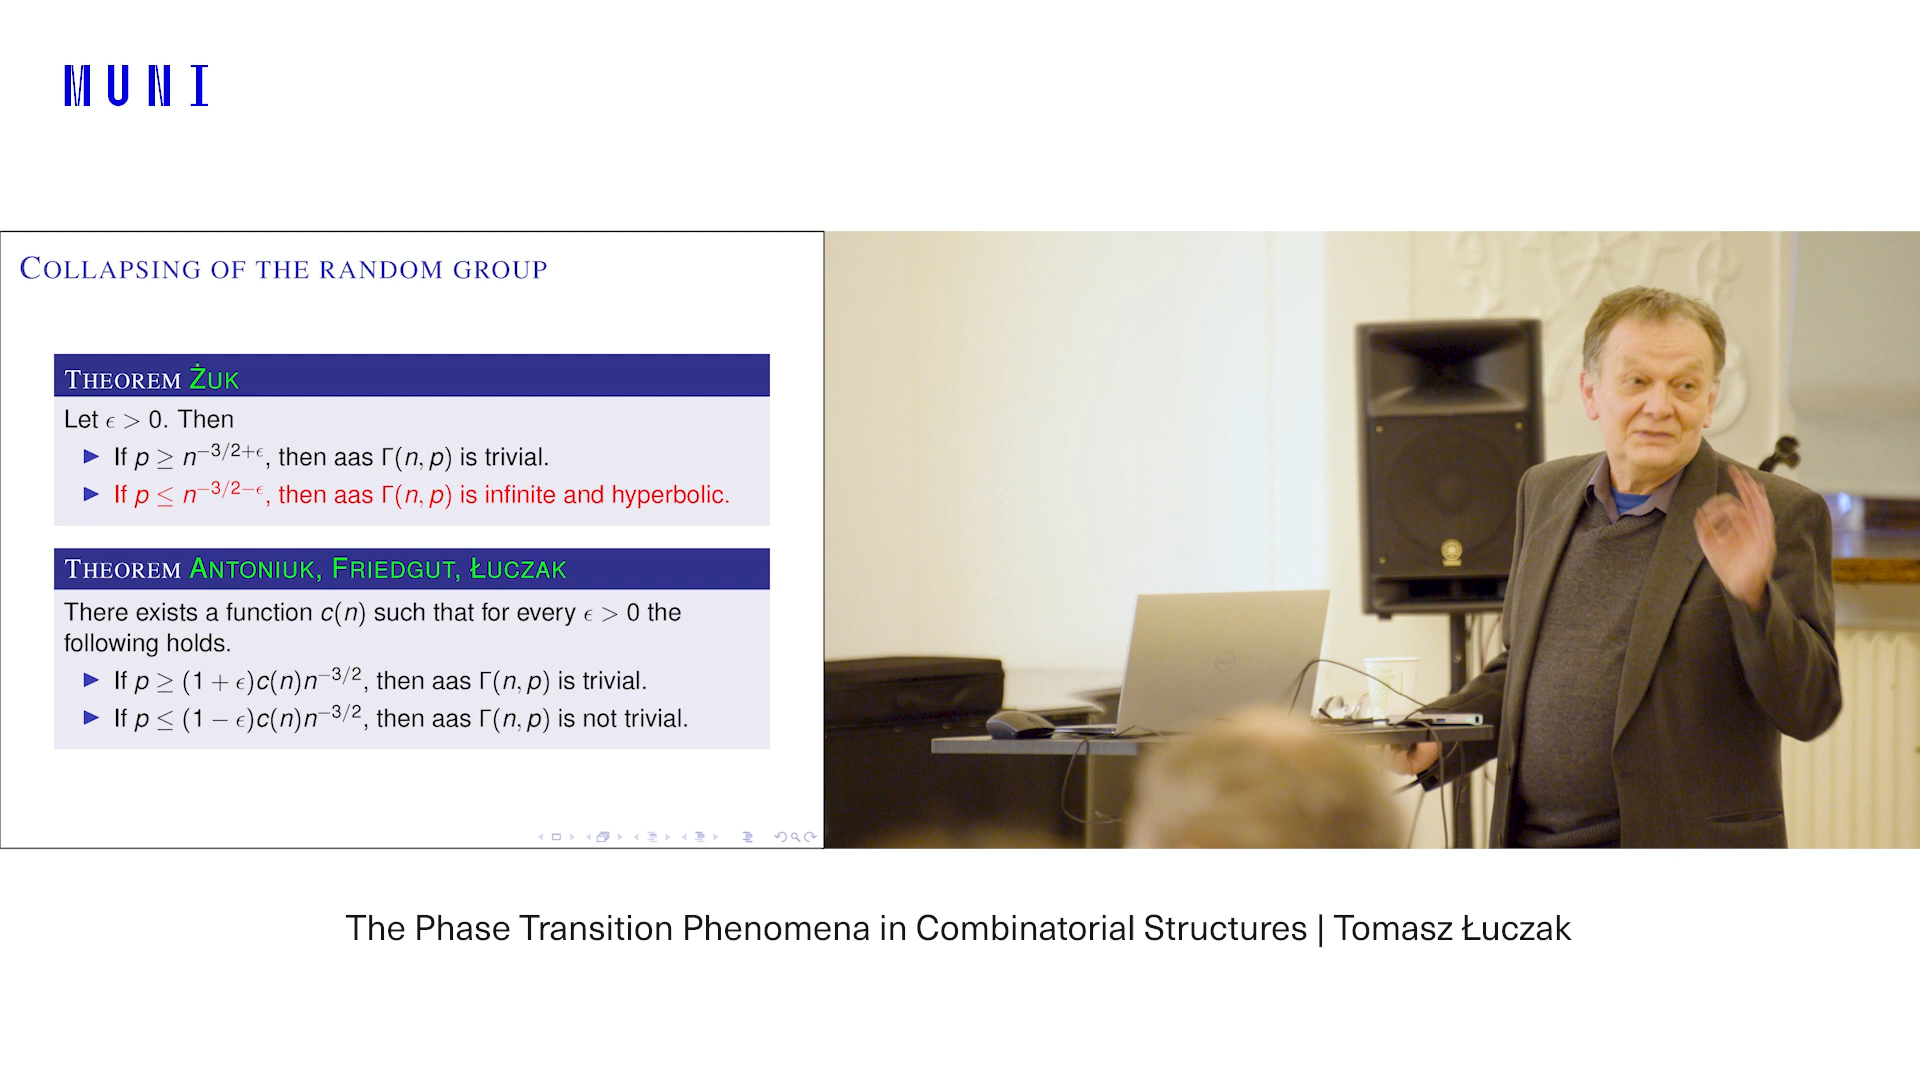 MUNI
COLLAPSING OF THE RANDOM GROUP
THEOREM ŻUK
Let ϵ > 0. Then
▶ If p ≥ n^{-3/2+ϵ}, then aas Γ(n, p) is trivial.
▶ If p ≤ n^{-3/2-ϵ}, then aas Γ(n, p) is infinite and hyperbolic.
THEOREM ANTONIUK, FRIEDGUT, ŁUCZAK
There exists a function c(n) such that for every ϵ > 0 the
following holds.
▶ If p ≥ (1 + ϵ)c(n)n^{-3/2}, then aas Γ(n, p) is trivial.
▶ If p ≤ (1 − ϵ)c(n)n^{-3/2}, then aas Γ(n, p) is not trivial.
The Phase Transition Phenomena in Combinatorial Structures | Tomasz Łuczak